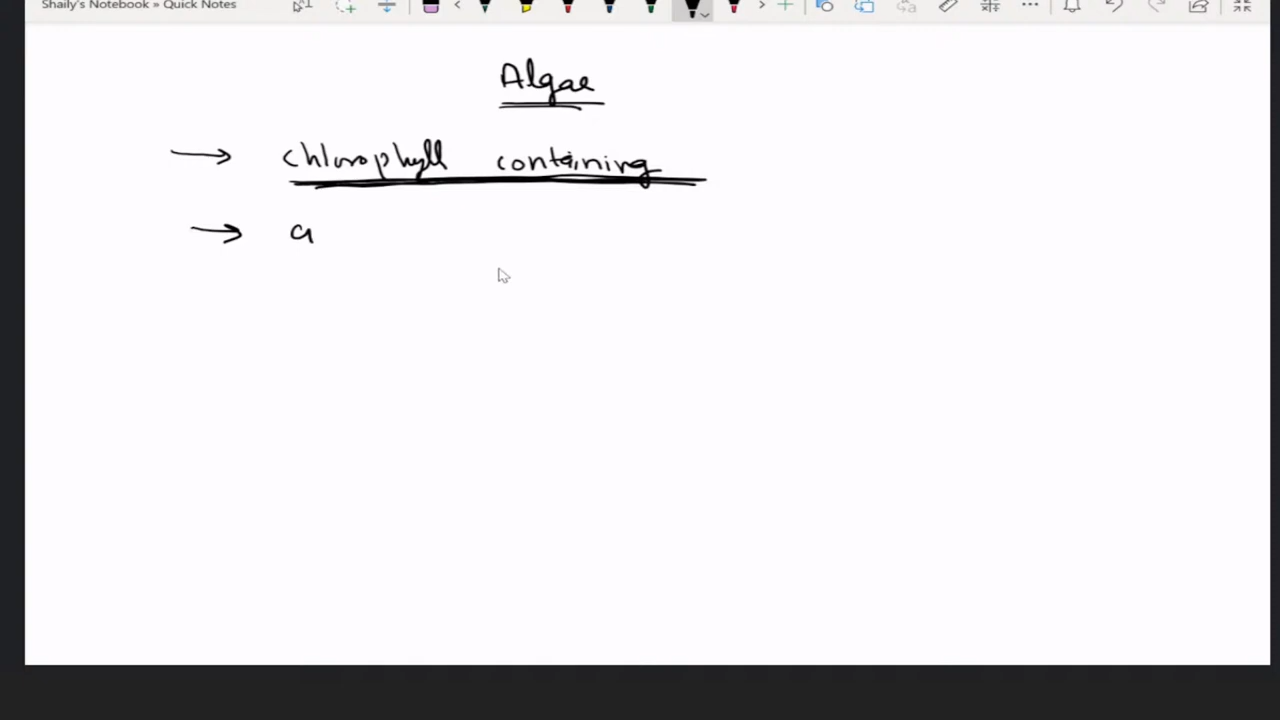 Shaily's Notebook » Quick Notes
Algae
→ chlorophyll containing
→ a